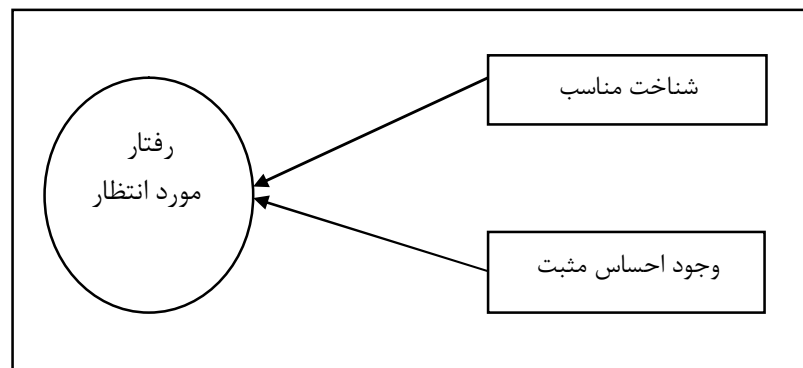 شناخت مناسب
رفتار
مورد انتظار
وجود احساس مثبت